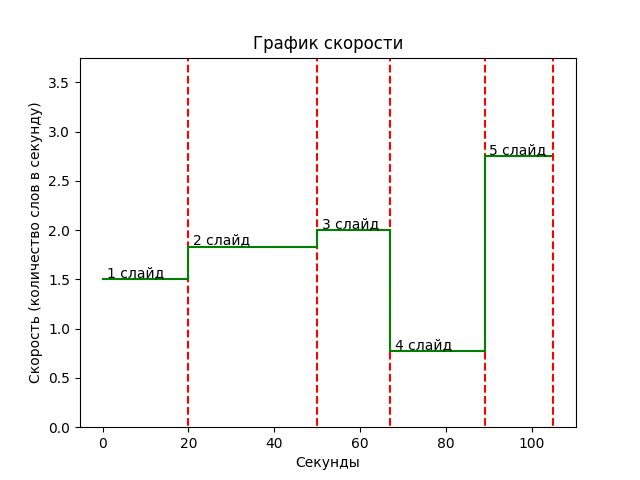 График скорости
Скорость (количество слов в секунду)
3.5
3.0
2.5
2.0
1.5
1.0
0.5
0.0
1 слайд
2 слайд
3 слайд
4 слайд
5 слайд
0 20 40 60 80 100
Секунды